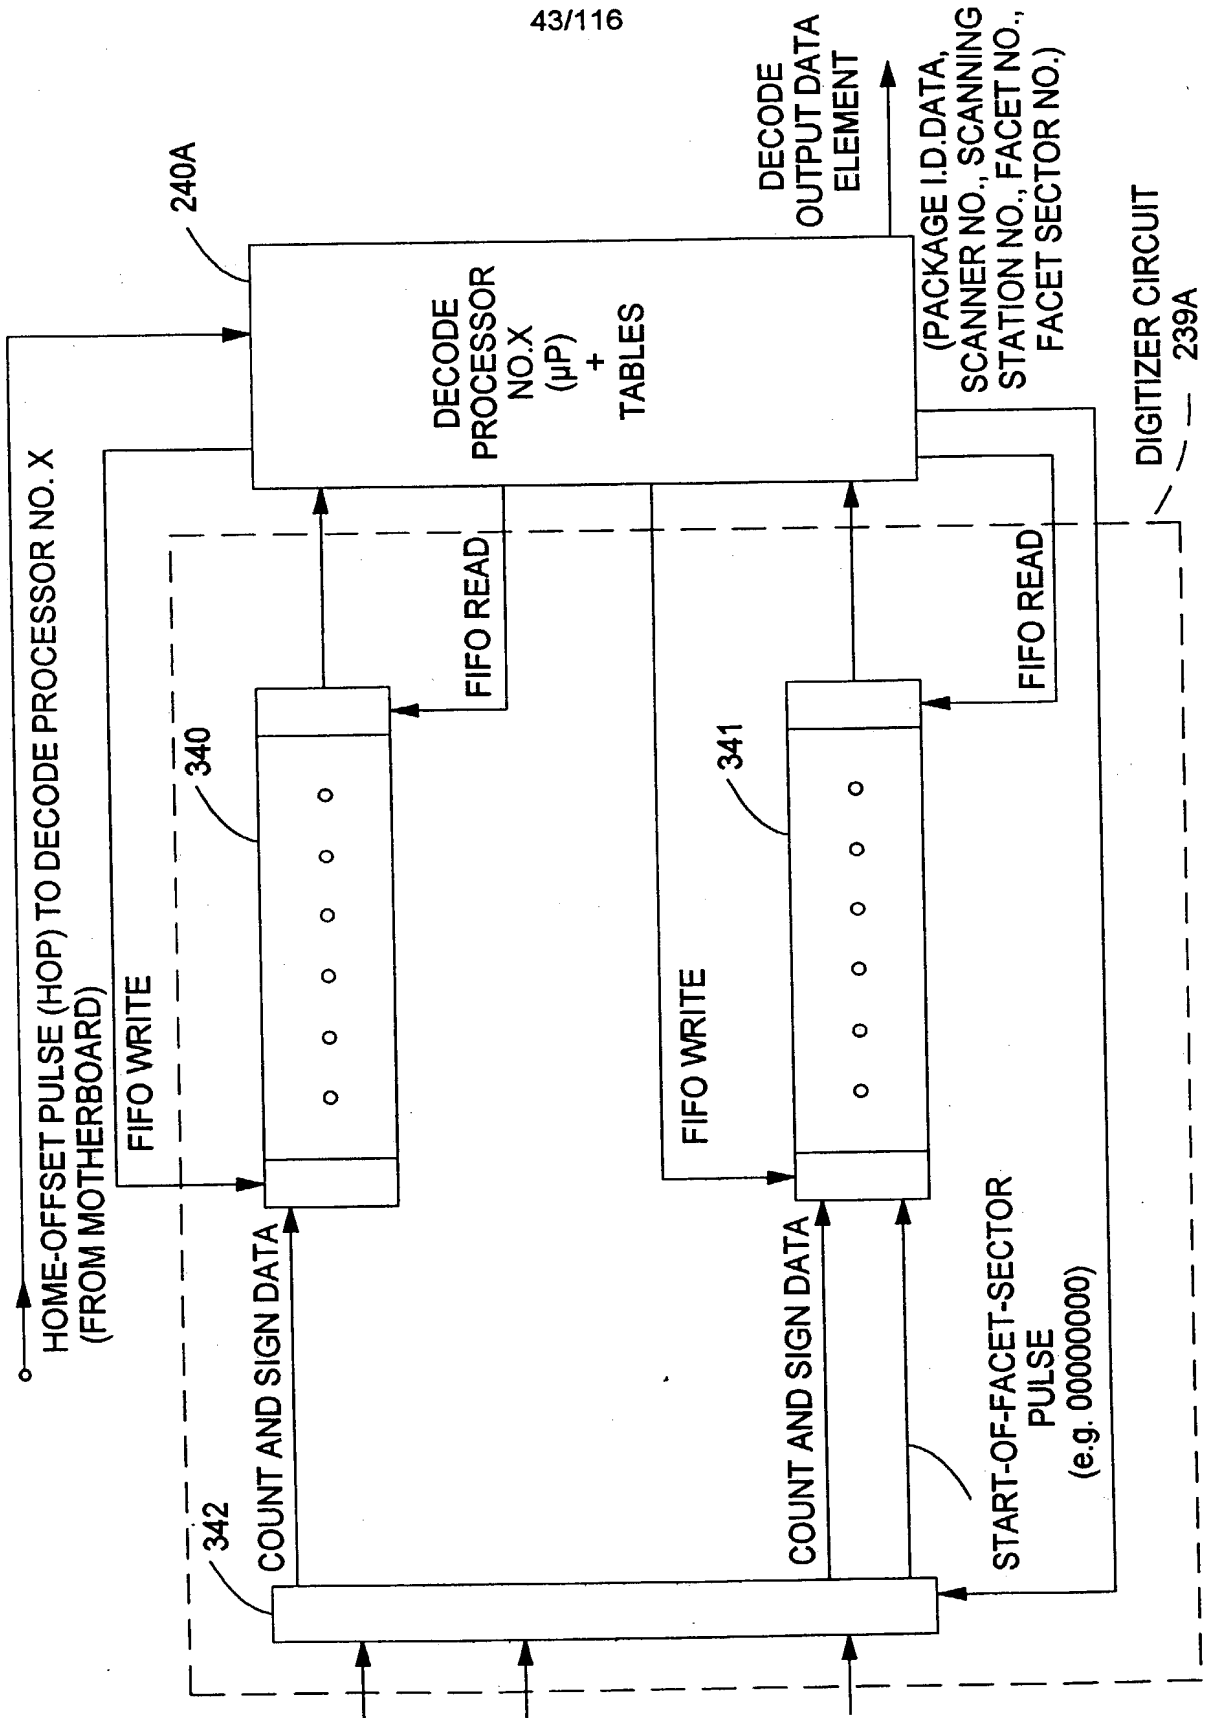 43/116
HOME-OFFSET PULSE (HOP) TO DECODE PROCESSOR NO. X
(FROM MOTHERBOARD)
FIFO WRITE
240A
340
FIFO READ
DECODE
PROCESSOR
NO.X
(µP)
+
TABLES
342
COUNT AND SIGN DATA
FIFO WRITE
341
DECODE
OUTPUT DATA
ELEMENT
COUNT AND SIGN DATA
FIFO READ
(PACKAGE I.D.DATA,
SCANNER NO., SCANNING
STATION NO., FACET NO.,
FACET SECTOR NO.)
START-OF-FACET-SECTOR
PULSE
(e.g. 00000000)
DIGITIZER CIRCUIT
239A